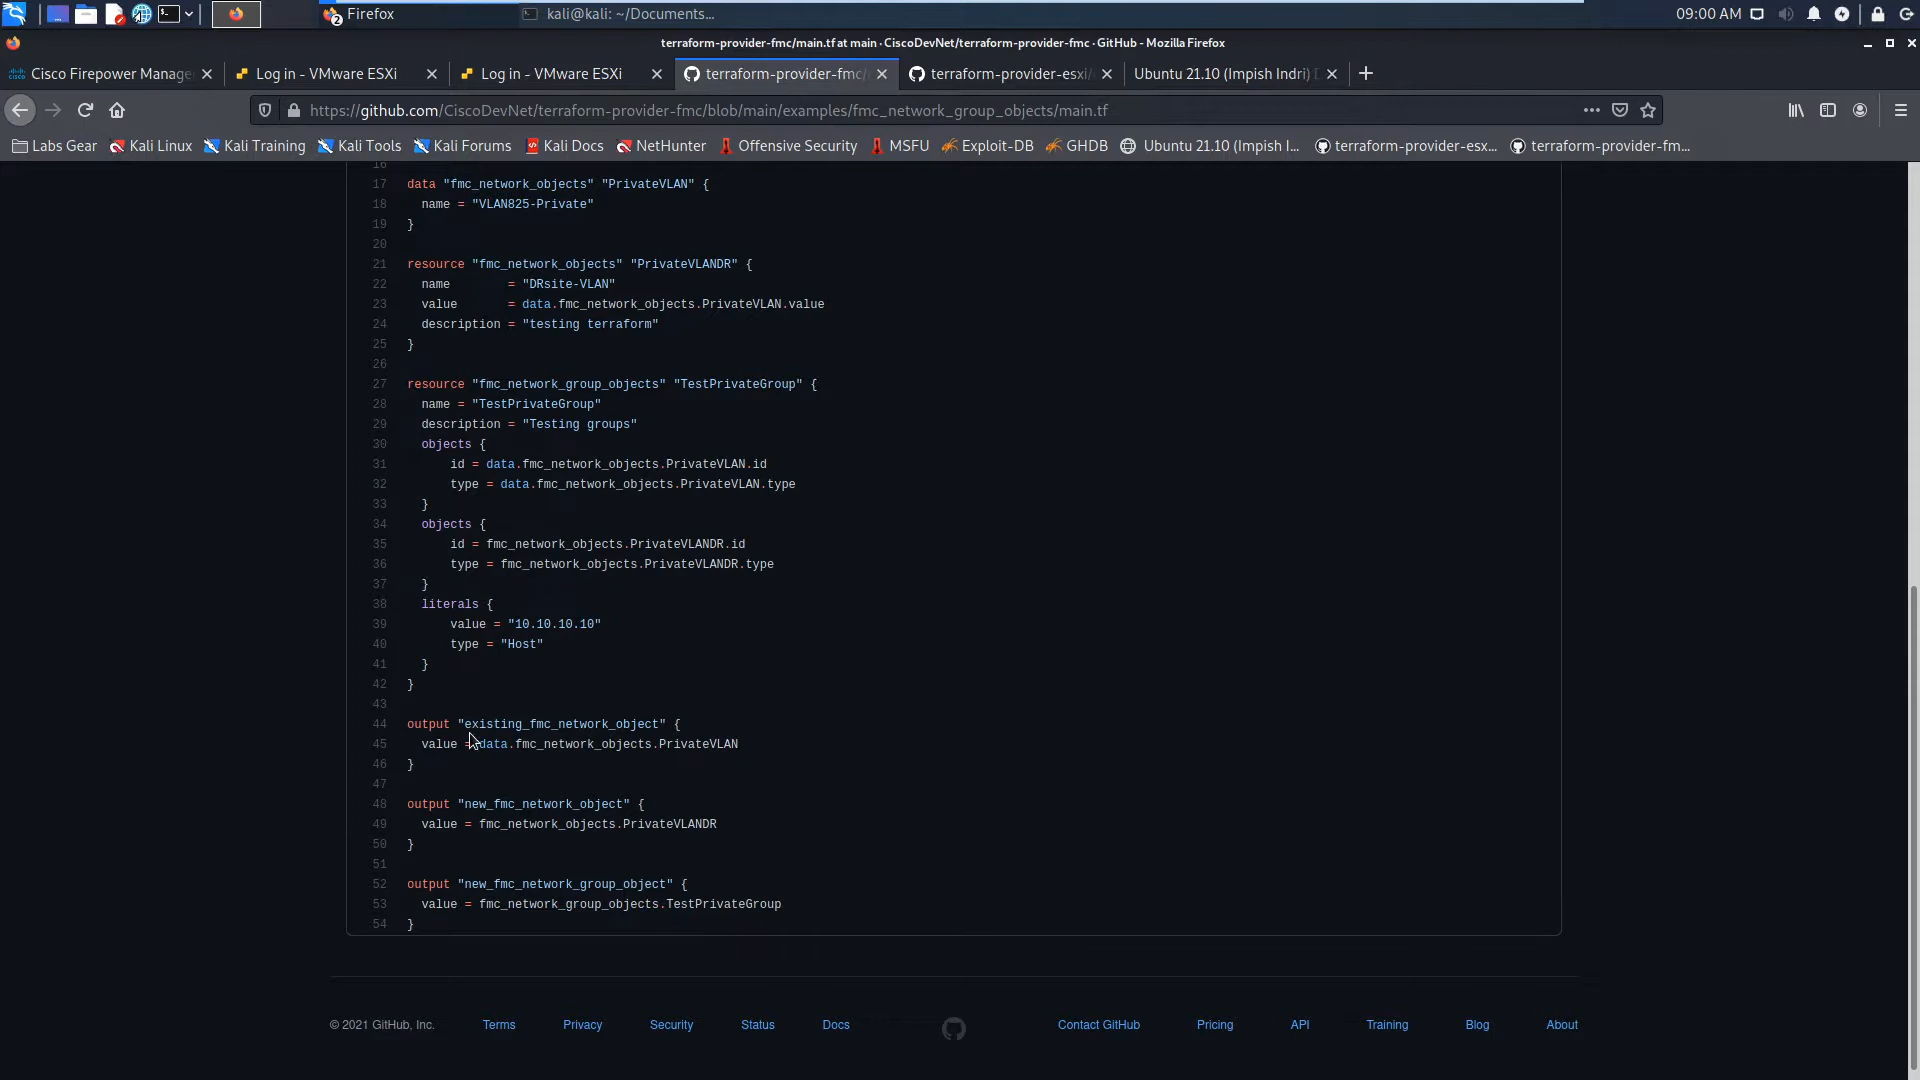 Firefox
2
kali@kali: ~/Documents...
09:00 AM
terraform-provider-fmc/main.tf at main · CiscoDevNet/terraform-provider-fmc · GitHub - Mozilla Firefox
Cisco Firepower Manage
Log in - VMware ESXi
Log in - VMware ESXi
terraform-provider-fmc/
terraform-provider-esxi/
Ubuntu 21.10 (Impish Indri)
https://github.com/CiscoDevNet/terraform-provider-fmc/blob/main/examples/fmc_network_group_objects/main.tf
Labs Gear
Kali Linux
Kali Training
Kali Tools
Kali Forums
Kali Docs
NetHunter
Offensive Security
MSFU
Exploit-DB
GHDB
Ubuntu 21.10 (Impish I...
terraform-provider-esx...
terraform-provider-fm...
16
17 data "fmc_network_objects" "PrivateVLAN" {
18 name = "VLAN825-Private"
19 }
20
21 resource "fmc_network_objects" "PrivateVLANDR" {
22 name = "DRsite-VLAN"
23 value = data.fmc_network_objects.PrivateVLAN.value
24 description = "testing terraform"
25 }
26
27 resource "fmc_network_group_objects" "TestPrivateGroup" {
28 name = "TestPrivateGroup"
29 description = "Testing groups"
30 objects {
31 id = data.fmc_network_objects.PrivateVLAN.id
32 type = data.fmc_network_objects.PrivateVLAN.type
33 }
34 objects {
35 id = fmc_network_objects.PrivateVLANDR.id
36 type = fmc_network_objects.PrivateVLANDR.type
37 }
38 literals {
39 value = "10.10.10.10"
40 type = "Host"
41 }
42 }
43
44 output "existing_fmc_network_object" {
45 value = data.fmc_network_objects.PrivateVLAN
46 }
47
48 output "new_fmc_network_object" {
49 value = fmc_network_objects.PrivateVLANDR
50 }
51
52 output "new_fmc_network_group_object" {
53 value = fmc_network_group_objects.TestPrivateGroup
54 }
© 2021 GitHub, Inc.
Terms
Privacy
Security
Status
Docs
Contact GitHub
Pricing
API
Training
Blog
About